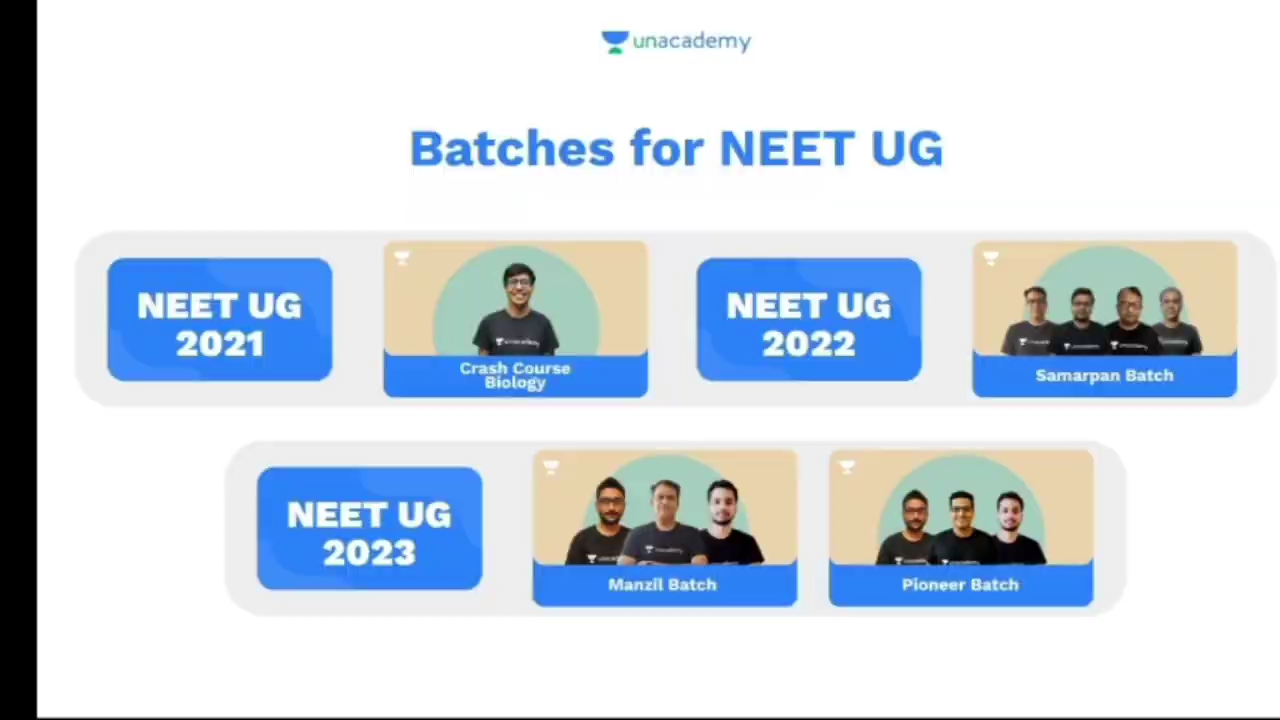 unacademy
Batches for NEET UG
NEET UG
2021
Crash Course
Biology
NEET UG
2022
Samarpan Batch
NEET UG
2023
Manzil Batch
Pioneer Batch